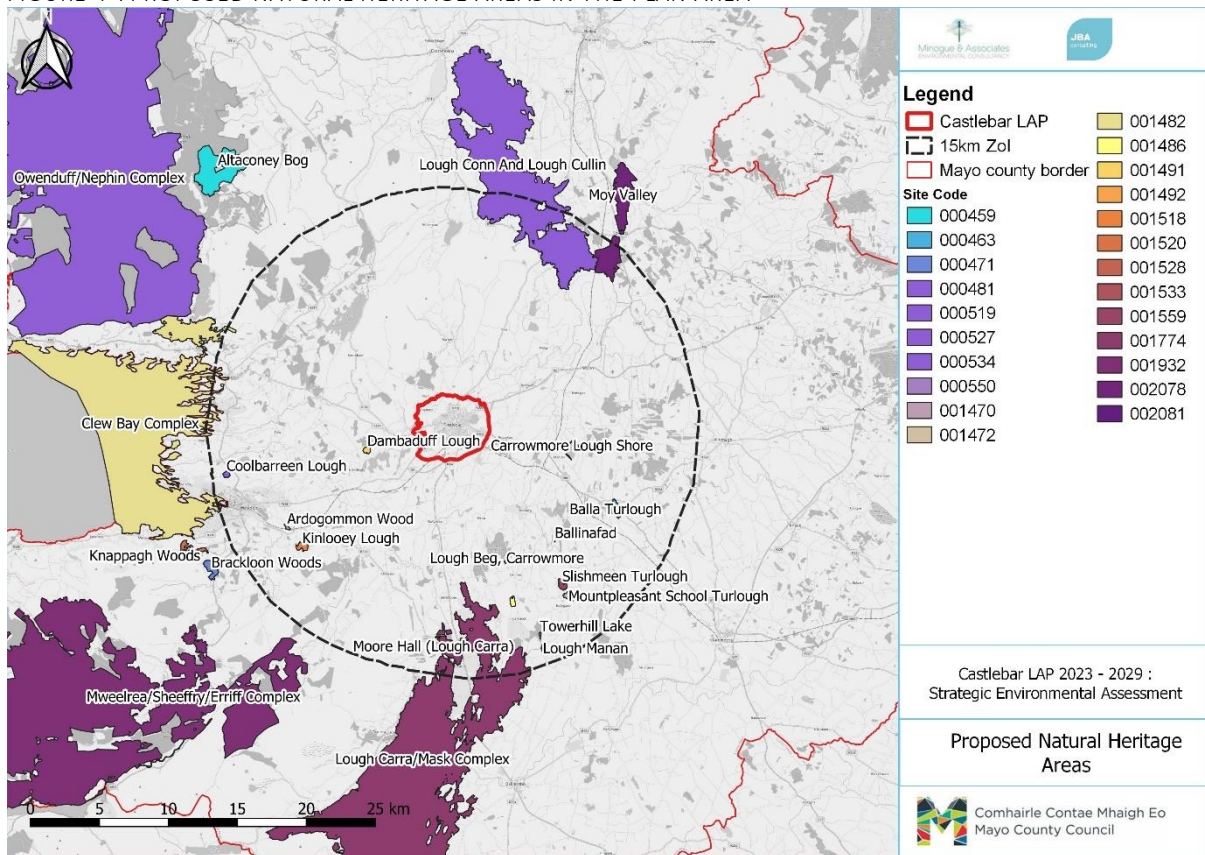 Altaconey Bog
Owenduff/Nephin Complex
Lough Conn And Lough Cullin
Moy Valley
Clew Bay Complex
Dambaduff Lough
Carrowmore Lough Shore
Coolbarreen Lough
Balla Turlough
Ardogommon Wood
Ballinafad
Kinlooey Lough
Knappagh Woods
Brackloon Woods
Lough Beg, Carrowmore
Slishmeen Turlough
Mountpleasant School Turlough
Towerhill Lake
Moore Hall (Lough Carra)
Lough Manan
Mweelrea/Sheeffry/Erriff Complex
Lough Carra/Mask Complex
0 5 10 15 20 25 km
Minogue & Associates
ENVIRONMENTAL CONSULTANCY
JBA
consulting
Legend
Castlebar LAP
15km ZoI
Mayo county border
Site Code
000459
000463
000471
000481
000519
000527
000534
000550
001470
001472
001482
001486
001491
001492
001518
001520
001528
001533
001559
001774
001932
002078
002081
Castlebar LAP 2023 - 2029 :
Strategic Environmental Assessment
Proposed Natural Heritage
Areas
Comhairle Contae Mhaigh Eo
Mayo County Council